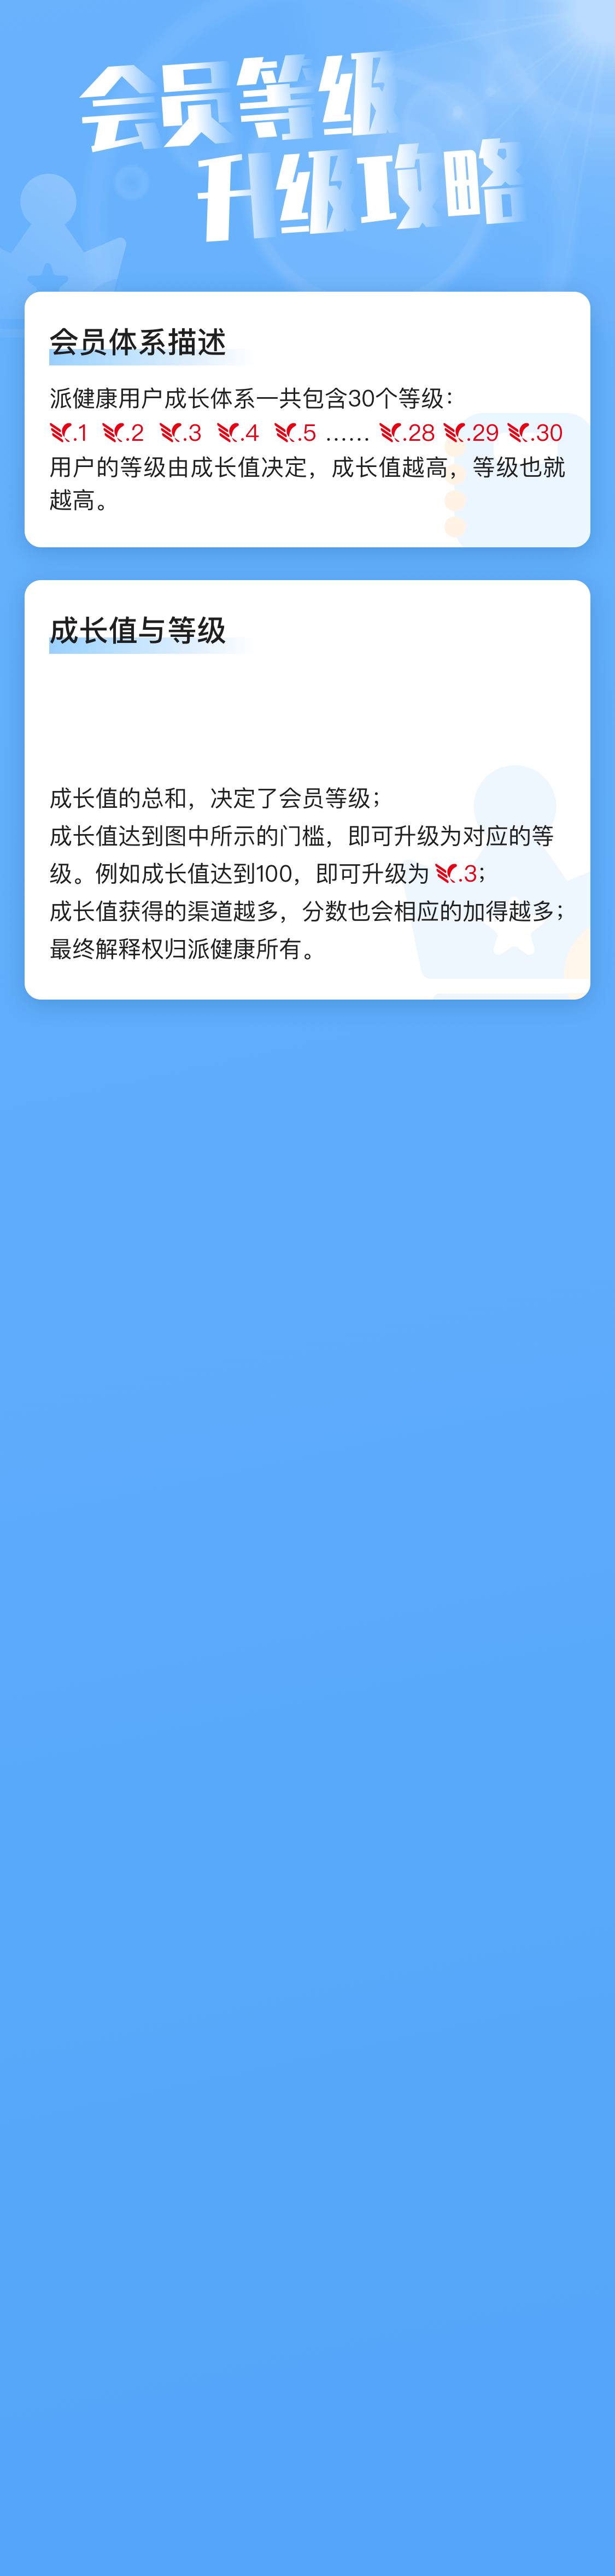 会员等级
升级攻略
会员体系描述
派健康用户成长体系一共包含30个等级：
.1 .2 .3 .4 .5 …… .28 .29 .30
用户的等级由成长值决定，成长值越高，等级也就
越高。
成长值与等级
成长值的总和，决定了会员等级；
成长值达到图中所示的门槛，即可升级为对应的等
级。例如成长值达到100，即可升级为 .3；
成长值获得的渠道越多，分数也会相应的加得越多；
最终解释权归派健康所有。